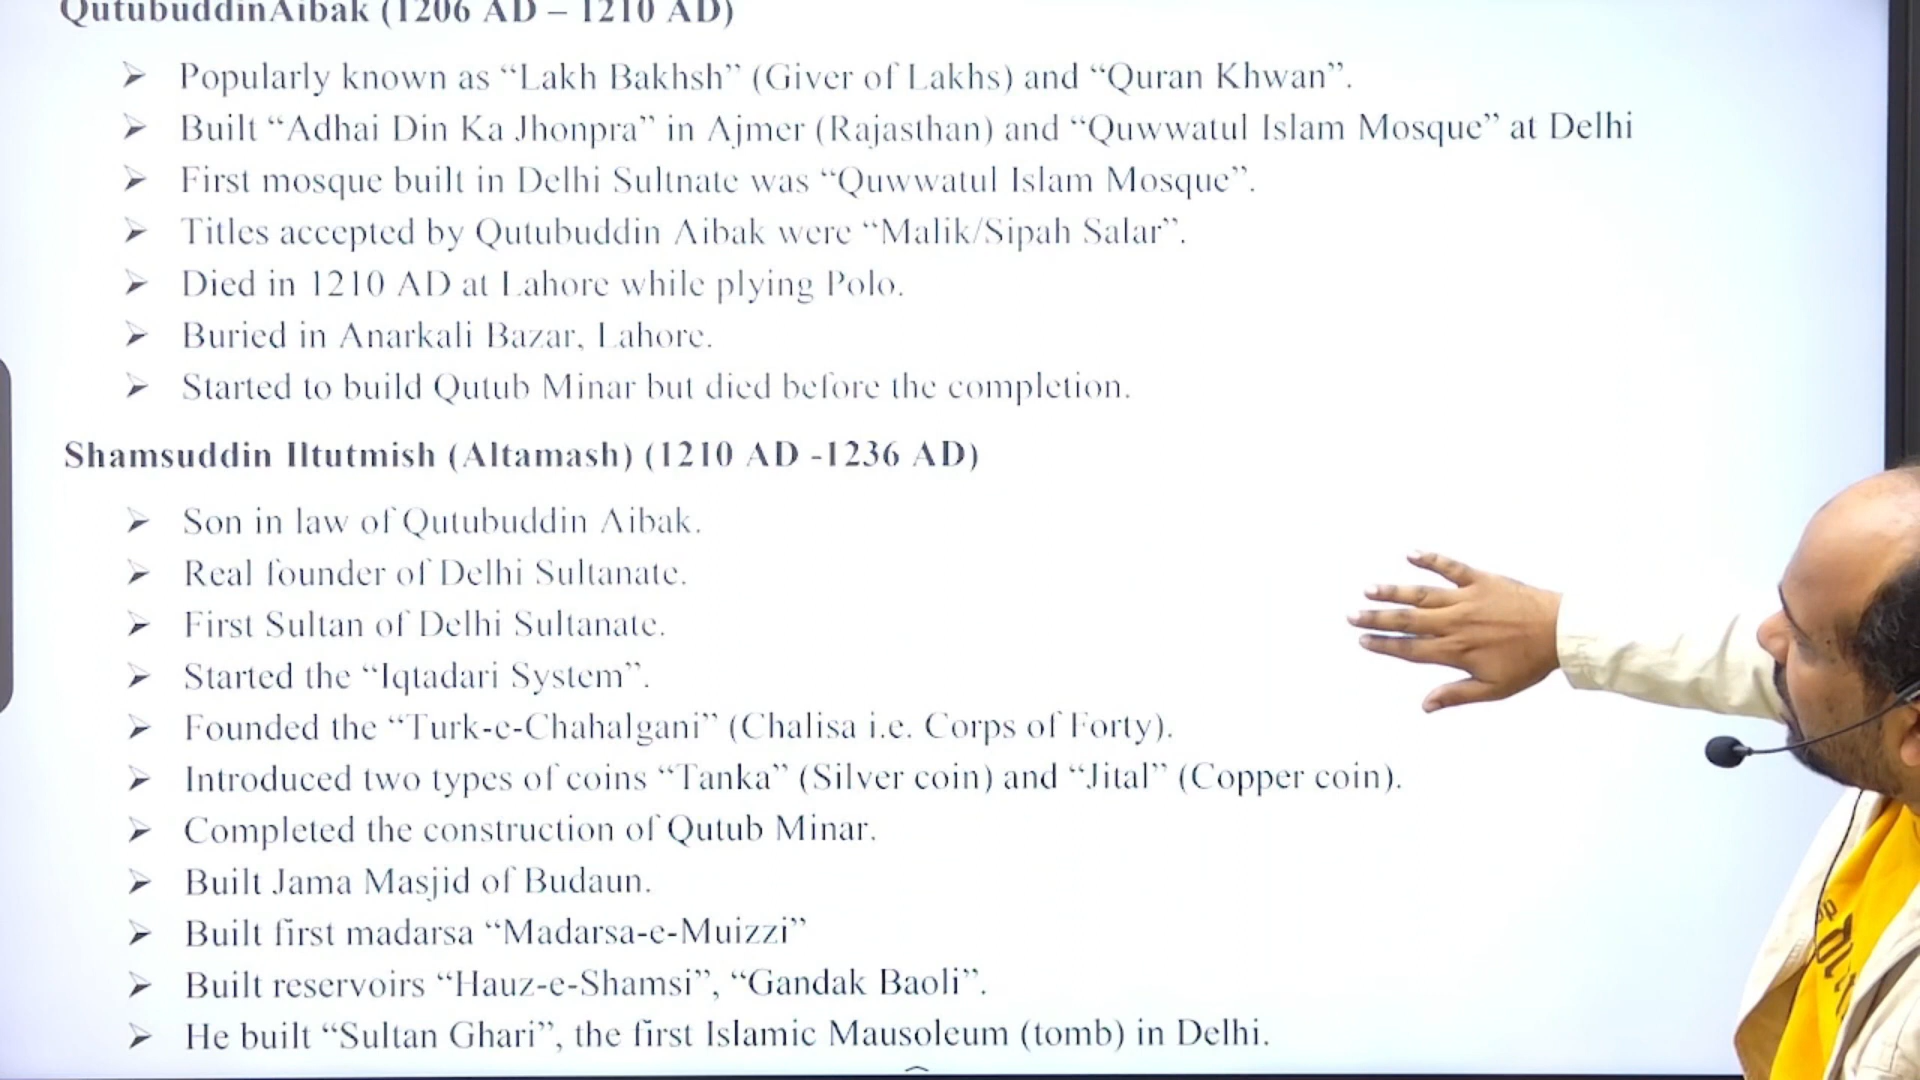 Qutubuddin Aibak (1206 AD – 1210 AD)
➢ Popularly known as “Lakh Bakhsh” (Giver of Lakhs) and “Quran Khwan”.
➢ Built “Adhai Din Ka Jhonpra” in Ajmer (Rajasthan) and “Quwwatul Islam Mosque” at Delhi
➢ First mosque built in Delhi Sultnate was “Quwwatul Islam Mosque”.
➢ Titles accepted by Qutubuddin Aibak were “Malik/Sipah Salar”.
➢ Died in 1210 AD at Lahore while plying Polo.
➢ Buried in Anarkali Bazar, Lahore.
➢ Started to build Qutub Minar but died before the completion.
Shamsuddin Iltutmish (Altamash) (1210 AD -1236 AD)
➢ Son in law of Qutubuddin Aibak.
➢ Real founder of Delhi Sultanate.
➢ First Sultan of Delhi Sultanate.
➢ Started the “Iqtadari System”.
➢ Founded the “Turk-e-Chahalgani” (Chalisa i.e. Corps of Forty).
➢ Introduced two types of coins “Tanka” (Silver coin) and “Jital” (Copper coin).
➢ Completed the construction of Qutub Minar.
➢ Built Jama Masjid of Budaun.
➢ Built first madarsa “Madarsa-e-Muizzi”
➢ Built reservoirs “Hauz-e-Shamsi”, “Gandak Baoli”.
➢ He built “Sultan Ghari”, the first Islamic Mausoleum (tomb) in Delhi.